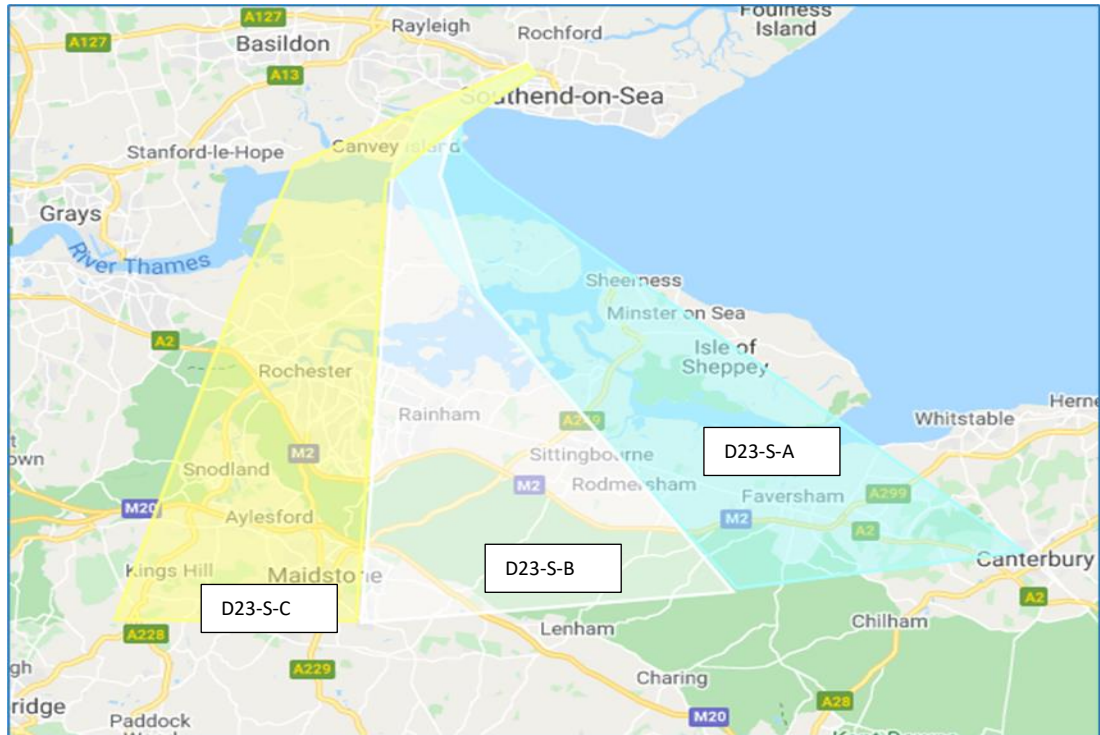 A127
Rayleigh
Foulness
Island
Rochford
A127
Basildon
A13
Southend-on-Sea
Canvey Island
Stanford-le-Hope
Grays
River Thames
Sheerness
Minster on Sea
A2
Isle of
Sheppey
Rochester
Herne
Rainham
A249
Whitstable
D23-S-A
M2
Sittingbourne
Snodland
M2
Rodmersham
Faversham
A299
M20
Aylesford
M2
A2
Canterbury
Kings Hill
Maidstone
D23-S-B
A2
D23-S-C
Lenham
Chilham
A228
A229
Charing
A28
Paddock
M20